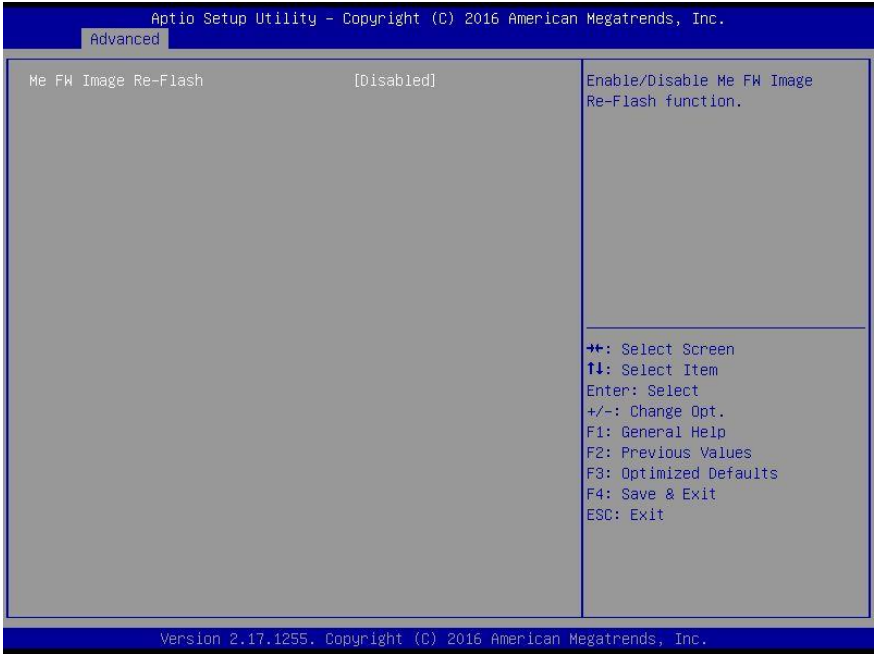 Aptio Setup Utility – Copyright (C) 2016 American Megatrends, Inc.
Advanced
Me FW Image Re-Flash [Disabled]
Enable/Disable Me FW Image
Re-Flash function.
→←: Select Screen
↑↓: Select Item
Enter: Select
+/-: Change Opt.
F1: General Help
F2: Previous Values
F3: Optimized Defaults
F4: Save & Exit
ESC: Exit
Version 2.17.1255. Copyright (C) 2016 American Megatrends, Inc.